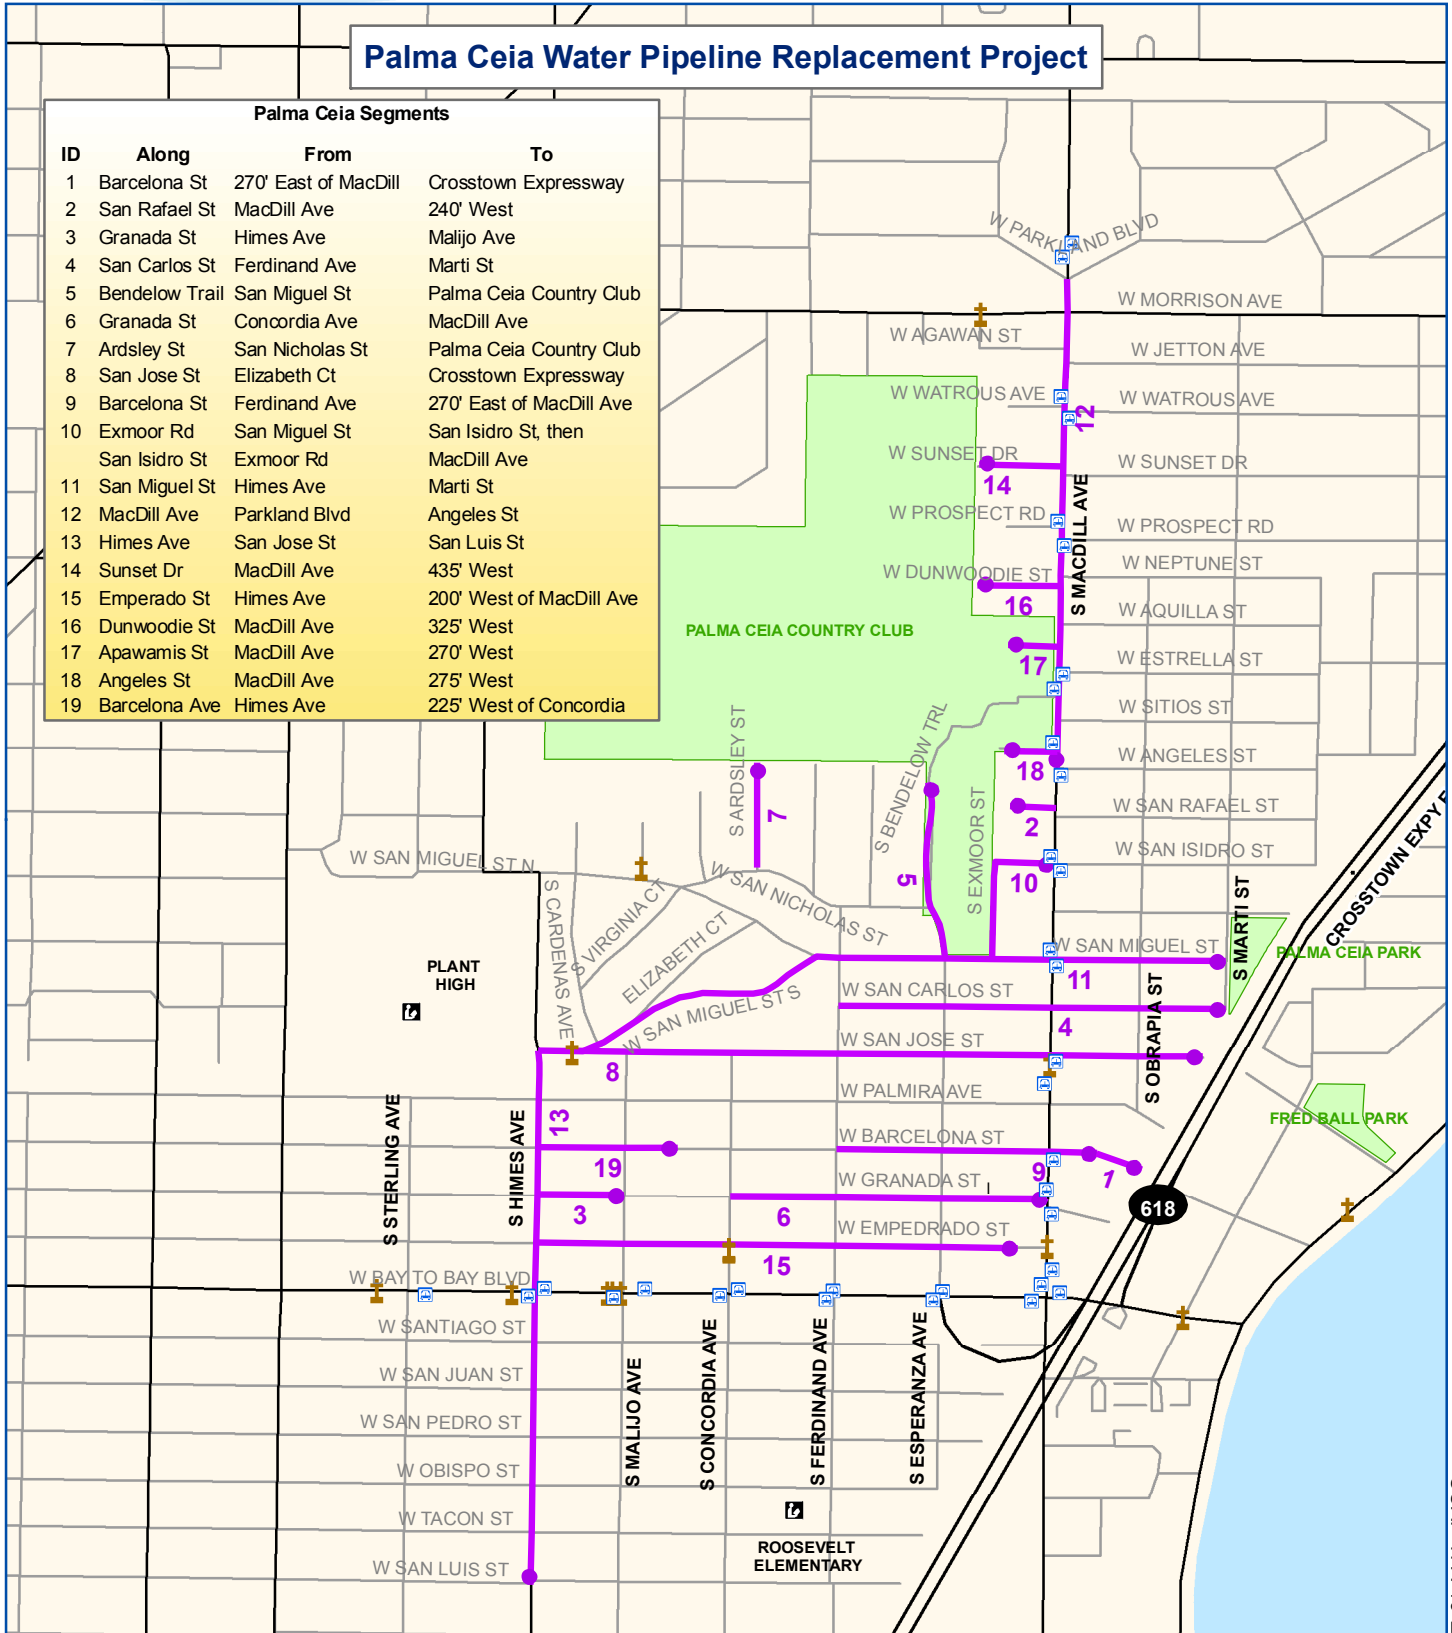 Palma Ceia Water Pipeline Replacement Project
Palma Ceia Segments
ID Along From To
1 Barcelona St 270' East of MacDill Crosstown Expressway
2 San Rafael St MacDill Ave 240' West
3 Granada St Himes Ave Malijo Ave
4 San Carlos St Ferdinand Ave Marti St
5 Bendelow Trail San Miguel St Palma Ceia Country Club
6 Granada St Concordia Ave MacDill Ave
7 Ardsley St San Nicholas St Palma Ceia Country Club
8 San Jose St Elizabeth Ct Crosstown Expressway
9 Barcelona St Ferdinand Ave 270' East of MacDill Ave
10 Exmoor Rd San Miguel St San Isidro St, then
San Isidro St Exmoor Rd MacDill Ave
11 San Miguel St Himes Ave Marti St
12 MacDill Ave Parkland Blvd Angeles St
13 Himes Ave San Jose St San Luis St
14 Sunset Dr MacDill Ave 435' West
15 Emperado St Himes Ave 200' West of MacDill Ave
16 Dunwoodie St MacDill Ave 325' West
17 Apawamis St MacDill Ave 270' West
18 Angeles St MacDill Ave 275' West
19 Barcelona Ave Himes Ave 225' West of Concordia
W PARKLAND BLVD
W MORRISON AVE
W AGAWAN ST
W JETTON AVE
W WATROUS AVE
W WATROUS AVE
12
W SUNSET DR
W SUNSET DR
14
S MACDILL AVE
W PROSPECT RD
W PROSPECT RD
W NEPTUNE ST
W DUNWOODIE ST
16
W AQUILLA ST
PALMA CEIA COUNTRY CLUB
17
W ESTRELLA ST
W SITIOS ST
S ARDSLEY ST
S BENDELOW TRL
W ANGELES ST
18
7
S EXMOOR ST
2
W SAN RAFAEL ST
W SAN MIGUEL ST N
W SAN ISIDRO ST
5
10
CROSSTOWN EXPY E
S CARDENAS AVE
S VIRGINIA CT
ELIZABETH CT
W SAN NICHOLAS ST
S MARTI ST
W SAN MIGUEL ST
PALMA CEIA PARK
PLANT
HIGH
11
W SAN CARLOS ST
W SAN MIGUEL ST S
4
S OBRAPIA ST
W SAN JOSE ST
8
W PALMIRA AVE
13
FRED BALL PARK
S STERLING AVE
S HIMES AVE
W BARCELONA ST
19
9
1
W GRANADA ST
3
6
618
W EMPEDRADO ST
15
W BAY TO BAY BLVD
W SANTIAGO ST
W SAN JUAN ST
S MALIJO AVE
S CONCORDIA AVE
S FERDINAND AVE
S ESPERANZA AVE
W SAN PEDRO ST
W OBISPO ST
W TACON ST
ROOSEVELT
ELEMENTARY
W SAN LUIS ST